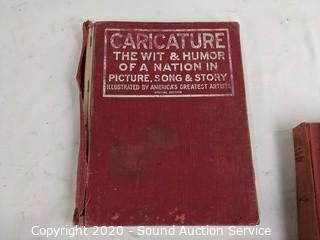 CARICATURE
THE WIT & HUMOR
OF A NATION IN
PICTURE, SONG & STORY
ILLUSTRATED BY AMERICA'S GREATEST ARTISTS
SPECIAL EDITION
Copyright 2020 - Sound Auction Service